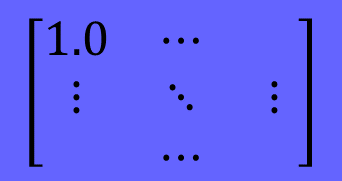 1.0 ⋯
⋮ ⋱ ⋮
⋯